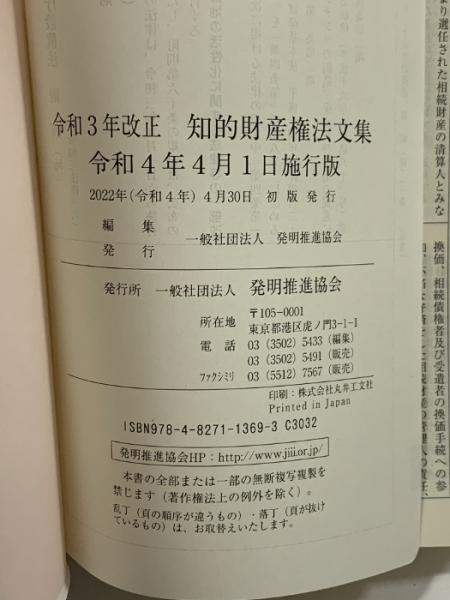 令和3年改正 知的財産権法文集
令和4年4月1日施行版
2022年(令和4年) 4月30日 初版発行
編集
発行
一般社団法人 発明推進協会
発行所 一般社団法人 発明推進協会
所在地 〒105-0001
東京都港区虎ノ門3-1-1
電話 03 (3502) 5433 (編集)
03 (3502) 5491 (販売)
ファクシミリ 03 (5512) 7567 (販売)
印刷:株式会社丸井工文社
Printed in Japan
ISBN978-4-8271-1369-3 C3032
発明推進協会HP:http://www.jiii.or.jp/
本書の全部または一部の無断複写複製を
禁じます(著作権法上の例外を除く)。
乱丁(頁の順序が違うもの)・落丁(頁が抜け
ているもの)は、お取替えいたします。
り選任された相続財産の清算人とみな
換価、相続債権者及び受遺者の換価手続への参